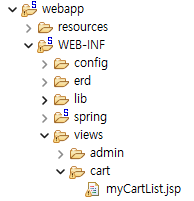 webapp
resources
WEB-INF
config
erd
lib
spring
views
admin
cart
myCartList.jsp